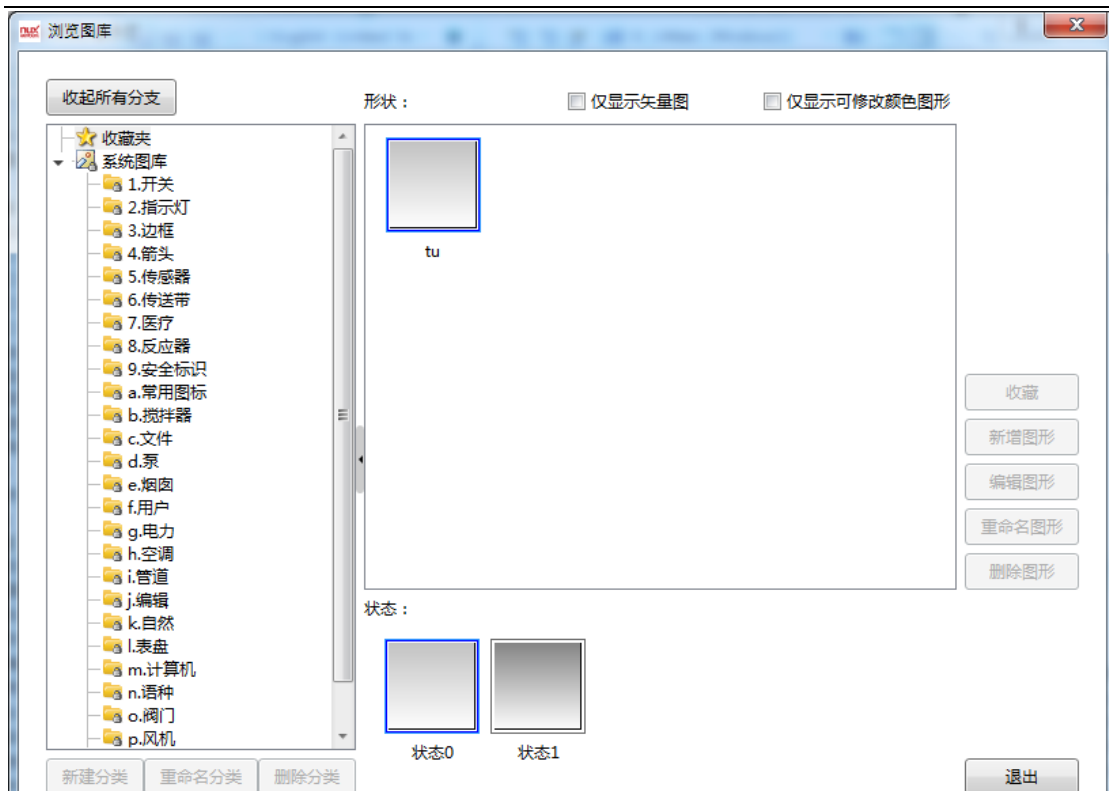 浏览图库
收起所有分支
形状：
仅显示矢量图
仅显示可修改颜色图形
收藏夹
系统图库
1.开关
2.指示灯
3.边框
4.箭头
5.传感器
6.传送带
7.医疗
8.反应器
9.安全标识
a.常用图标
b.搅拌器
c.文件
d.泵
e.烟囱
f.用户
g.电力
h.空调
i.管道
j.编辑
k.自然
l.表盘
m.计算机
n.语种
o.阀门
p.风机
新建分类
重命名分类
删除分类
tu
收藏
新增图形
编辑图形
重命名图形
删除图形
状态：
状态0
状态1
退出